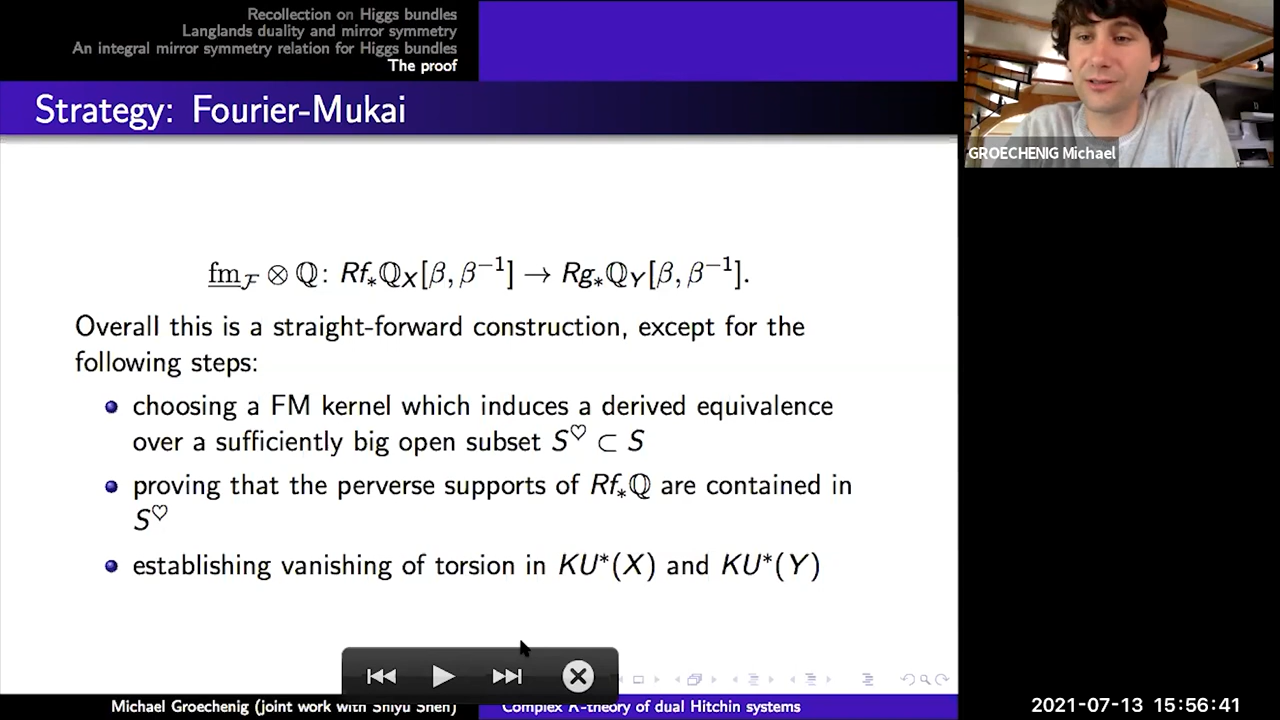 Recollection on Higgs bundles
Langlands duality and mirror symmetry
An integral mirror symmetry relation for Higgs bundles
The proof
Strategy: Fourier-Mukai
GROECHENIG Michael
fm_ℱ ⊗ ℚ: Rf_*ℚ_X[β, β⁻¹] → Rg_*ℚ_Y[β, β⁻¹].
Overall this is a straight-forward construction, except for the
following steps:
choosing a FM kernel which induces a derived equivalence
over a sufficiently big open subset S^♡ ⊂ S
proving that the perverse supports of Rf_*ℚ are contained in
S^♡
establishing vanishing of torsion in KU*(X) and KU*(Y)
Michael Groechenig (joint work with Shiyu Shen)
Complex K-theory of dual Hitchin systems
2021-07-13 15:56:41